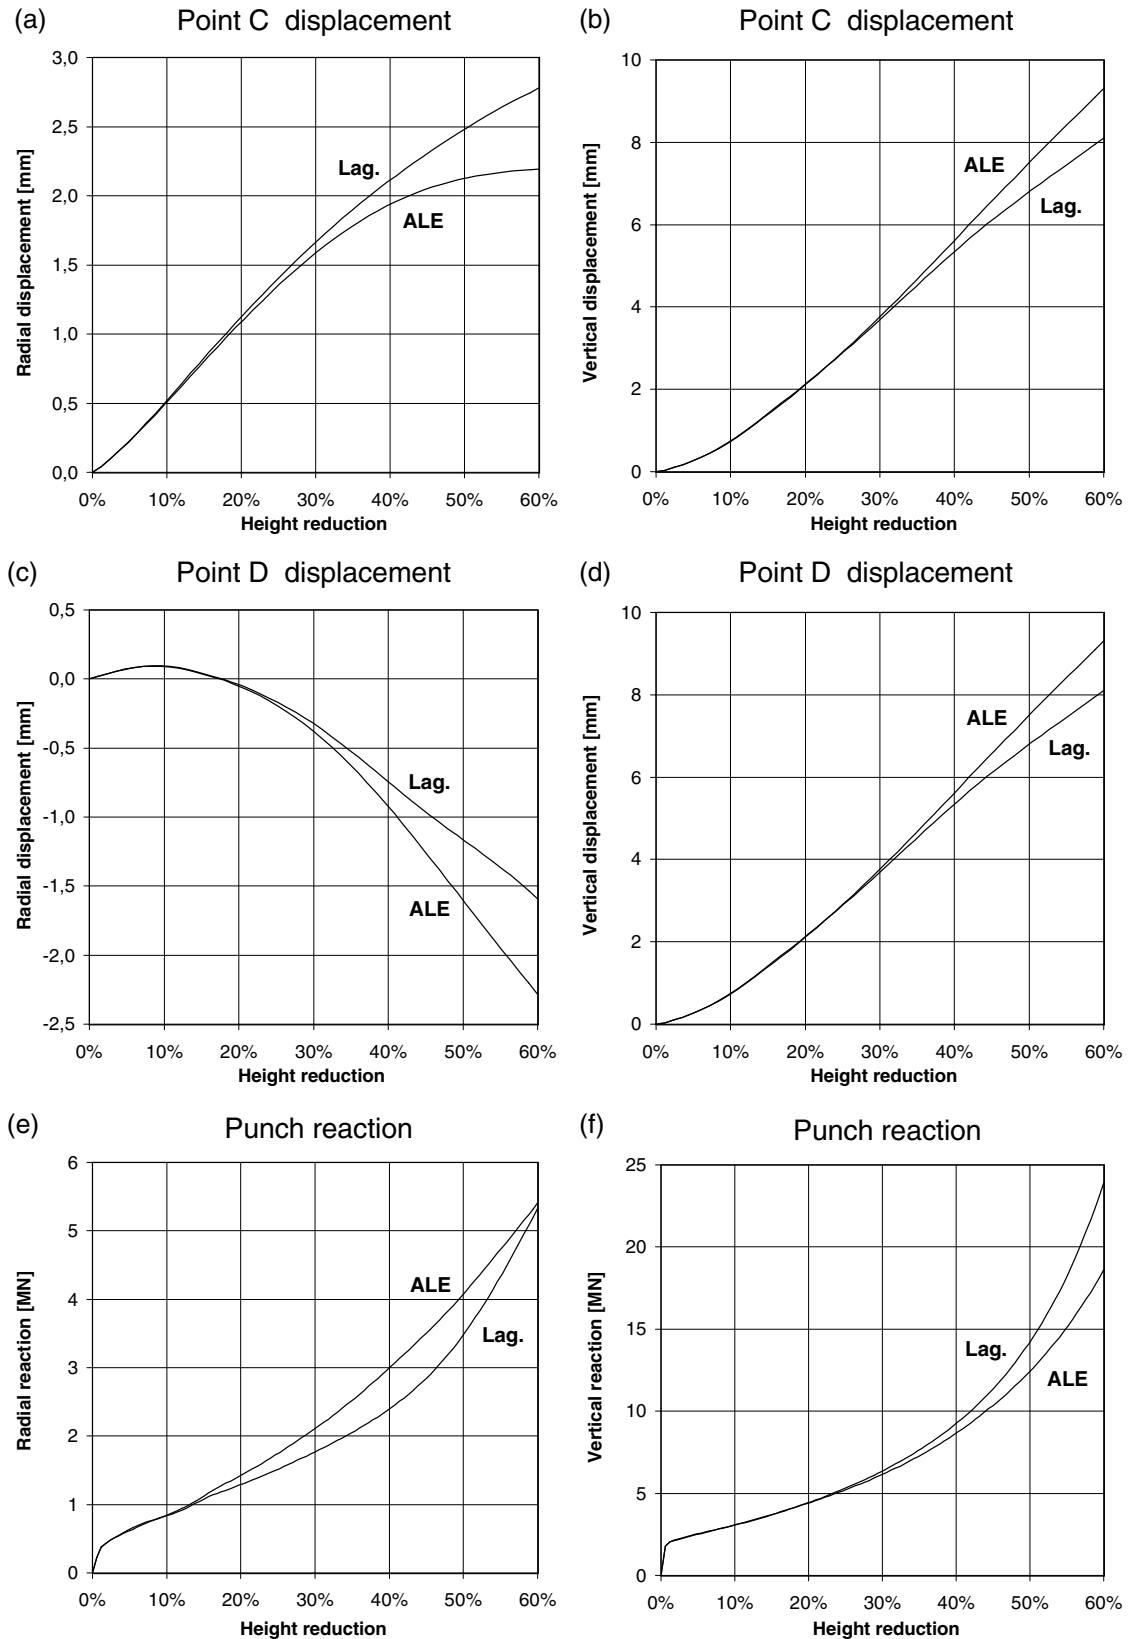 (a) Point C displacement
3,0
2,5
2,0
1,5
1,0
0,5
0,0
Radial displacement [mm]
Lag.
ALE
0% 10% 20% 30% 40% 50% 60%
Height reduction
(b) Point C displacement
10
8
6
4
2
0
Vertical displacement [mm]
ALE
Lag.
0% 10% 20% 30% 40% 50% 60%
Height reduction
(c) Point D displacement
0,5
0,0
-0,5
-1,0
-1,5
-2,0
-2,5
Radial displacement [mm]
Lag.
ALE
0% 10% 20% 30% 40% 50% 60%
Height reduction
(d) Point D displacement
10
8
6
4
2
0
Vertical displacement [mm]
ALE
Lag.
0% 10% 20% 30% 40% 50% 60%
Height reduction
(e) Punch reaction
6
5
4
3
2
1
0
Radial reaction [MN]
ALE
Lag.
0% 10% 20% 30% 40% 50% 60%
Height reduction
(f) Punch reaction
25
20
15
10
5
0
Vertical reaction [MN]
Lag.
ALE
0% 10% 20% 30% 40% 50% 60%
Height reduction